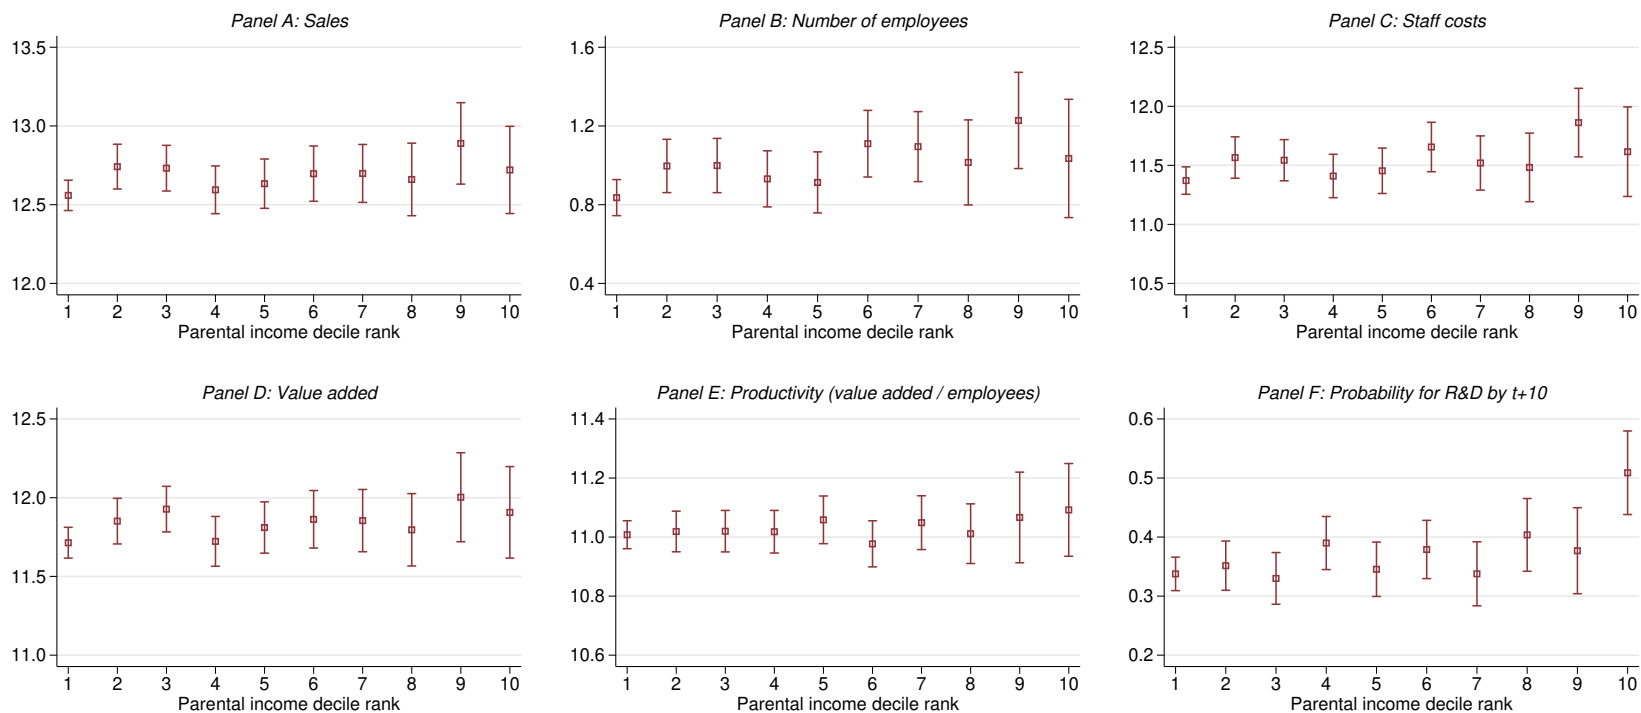 Panel A: Sales
13.5
13.0
12.5
12.0
1 2 3 4 5 6 7 8 9 10
Parental income decile rank
Panel B: Number of employees
1.6
1.2
0.8
0.4
1 2 3 4 5 6 7 8 9 10
Parental income decile rank
Panel C: Staff costs
12.5
12.0
11.5
11.0
10.5
1 2 3 4 5 6 7 8 9 10
Parental income decile rank
Panel D: Value added
12.5
12.0
11.5
11.0
1 2 3 4 5 6 7 8 9 10
Parental income decile rank
Panel E: Productivity (value added / employees)
11.4
11.2
11.0
10.8
10.6
1 2 3 4 5 6 7 8 9 10
Parental income decile rank
Panel F: Probability for R&D by t+10
0.6
0.5
0.4
0.3
0.2
1 2 3 4 5 6 7 8 9 10
Parental income decile rank